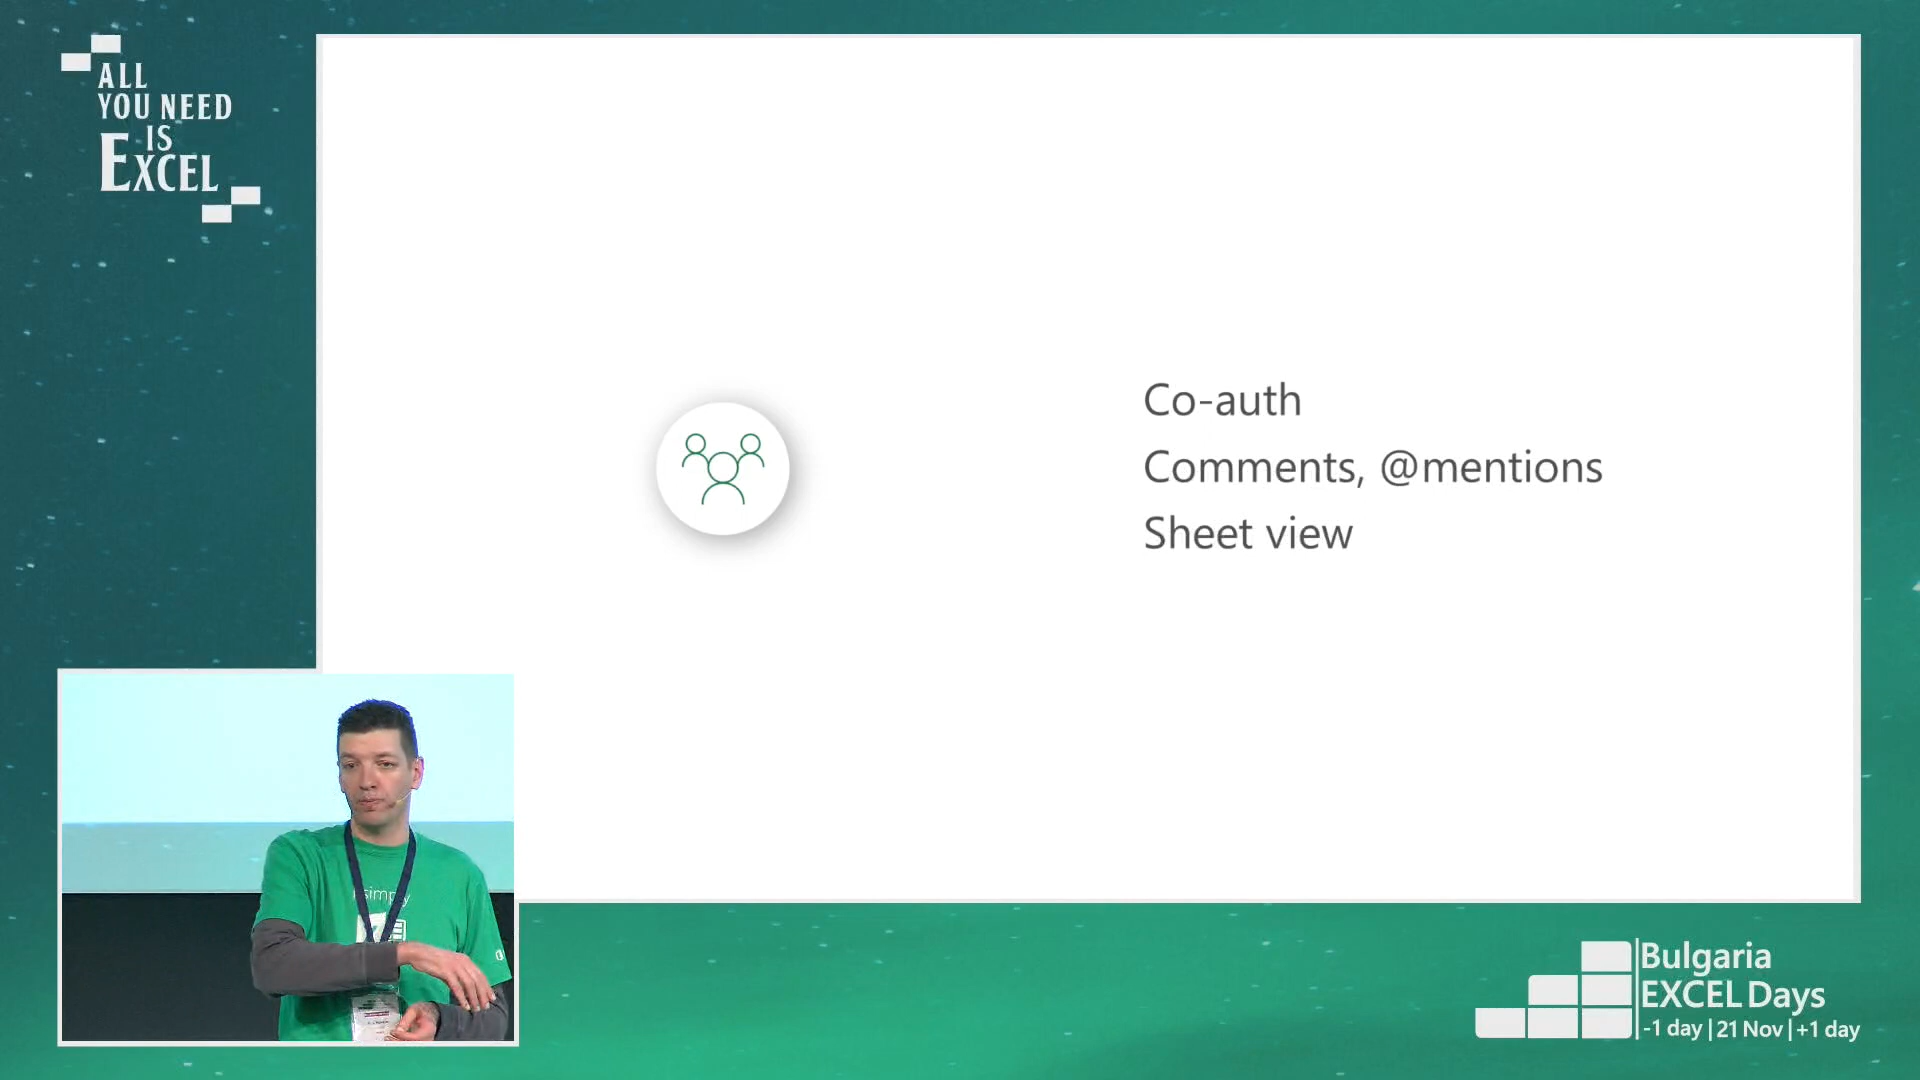 ALL
YOU NEED
IS
EXCEL
Co-auth
Comments, @mentions
Sheet view
Bulgaria
EXCEL Days
-1 day | 21 Nov | +1 day